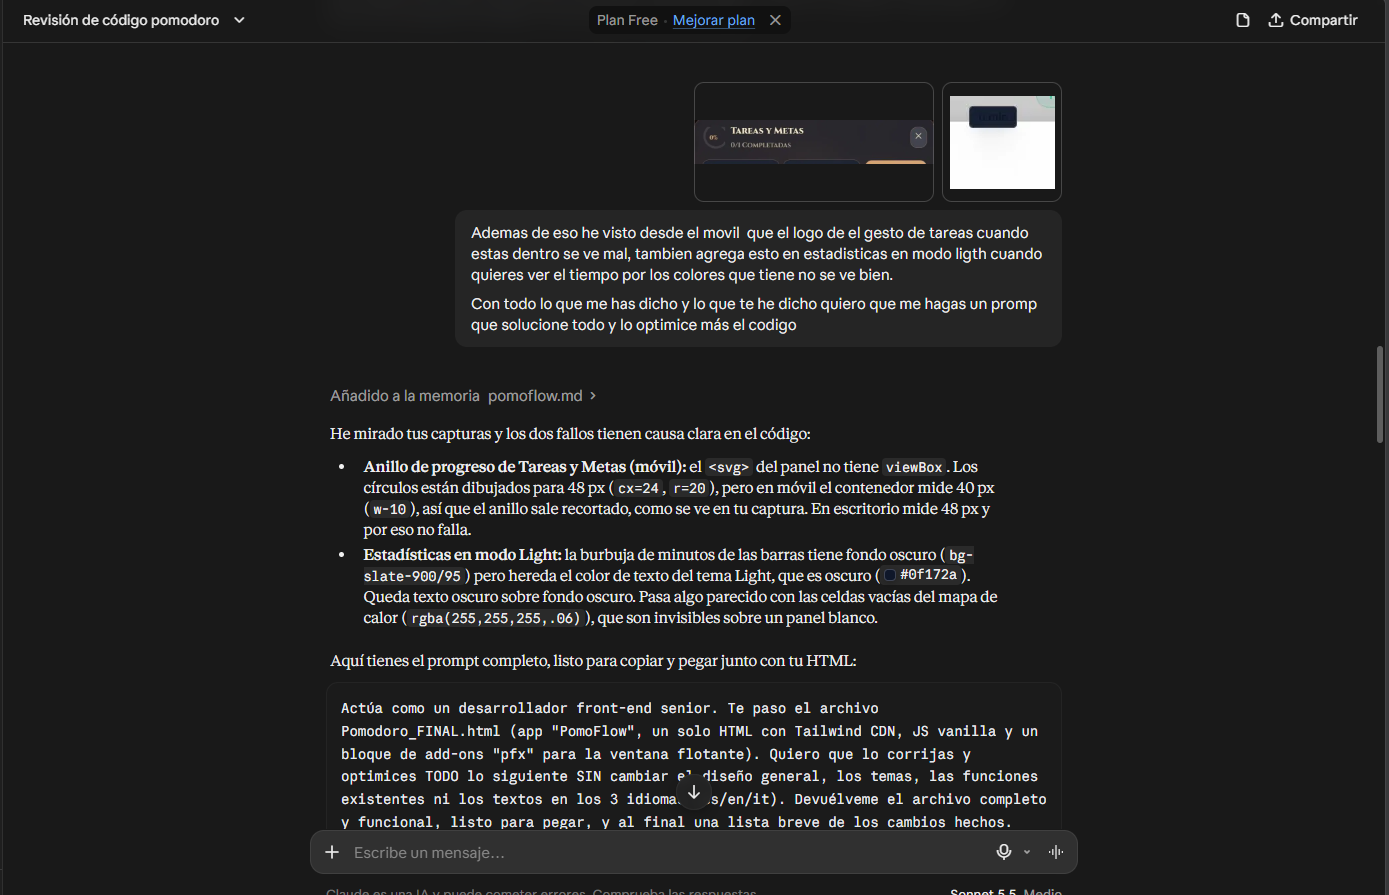 Revisión de código pomodoro
Plan Free · Mejorar plan
Compartir
TAREAS Y METAS
0%
0/1 COMPLETADAS
Ademas de eso he visto desde el movil que el logo de el gesto de tareas cuando
estas dentro se ve mal, tambien agrega esto en estadisticas en modo ligth cuando
quieres ver el tiempo por los colores que tiene no se ve bien.
Con todo lo que me has dicho y lo que te he dicho quiero que me hagas un promp
que solucione todo y lo optimice más el codigo
Añadido a la memoria pomoflow.md
He mirado tus capturas y los dos fallos tienen causa clara en el código:
• Anillo de progreso de Tareas y Metas (móvil): el <svg> del panel no tiene viewBox. Los
círculos están dibujados para 48 px (cx=24, r=20), pero en móvil el contenedor mide 40 px
(w-10), así que el anillo sale recortado, como se ve en tu captura. En escritorio mide 48 px y
por eso no falla.
• Estadísticas en modo Light: la burbuja de minutos de las barras tiene fondo oscuro (bg-
slate-900/95) pero hereda el color de texto del tema Light, que es oscuro (#0f172a).
Queda texto oscuro sobre fondo oscuro. Pasa algo parecido con las celdas vacías del mapa de
calor (rgba(255,255,255,.06)), que son invisibles sobre un panel blanco.
Aquí tienes el prompt completo, listo para copiar y pegar junto con tu HTML:
Actúa como un desarrollador front-end senior. Te paso el archivo
Pomodoro_FINAL.html (app "PomoFlow", un solo HTML con Tailwind CDN, JS vanilla y un
bloque de add-ons "pfx" para la ventana flotante). Quiero que lo corrijas y
optimices TODO lo siguiente SIN cambiar el diseño general, los temas, las funciones
existentes ni los textos en los 3 idiomas s/en/it). Devuélveme el archivo completo
y funcional, listo para pegar, y al final una lista breve de los cambios hechos.
Escribe un mensaje...
Claude es una IA y puede cometer errores. Comprueba las respuestas.
Sonnet 5.5 Medio